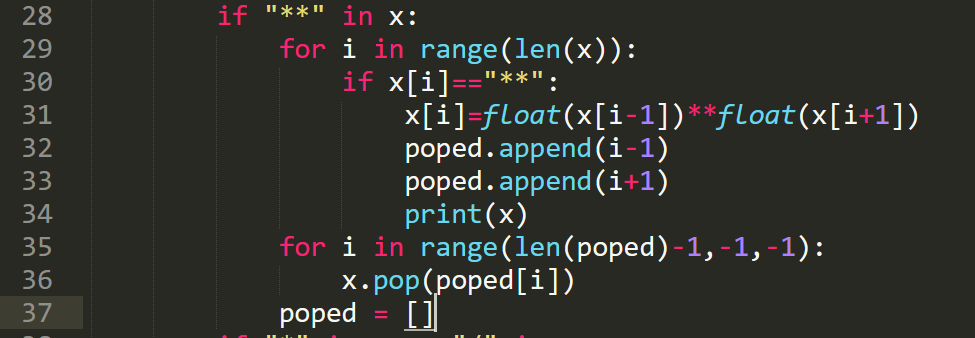 28 if "**" in x:
29 for i in range(len(x)):
30 if x[i]=="**":
31 x[i]=float(x[i-1])**float(x[i+1])
32 poped.append(i-1)
33 poped.append(i+1)
34 print(x)
35 for i in range(len(poped)-1,-1,-1):
36 x.pop(poped[i])
37 poped = []